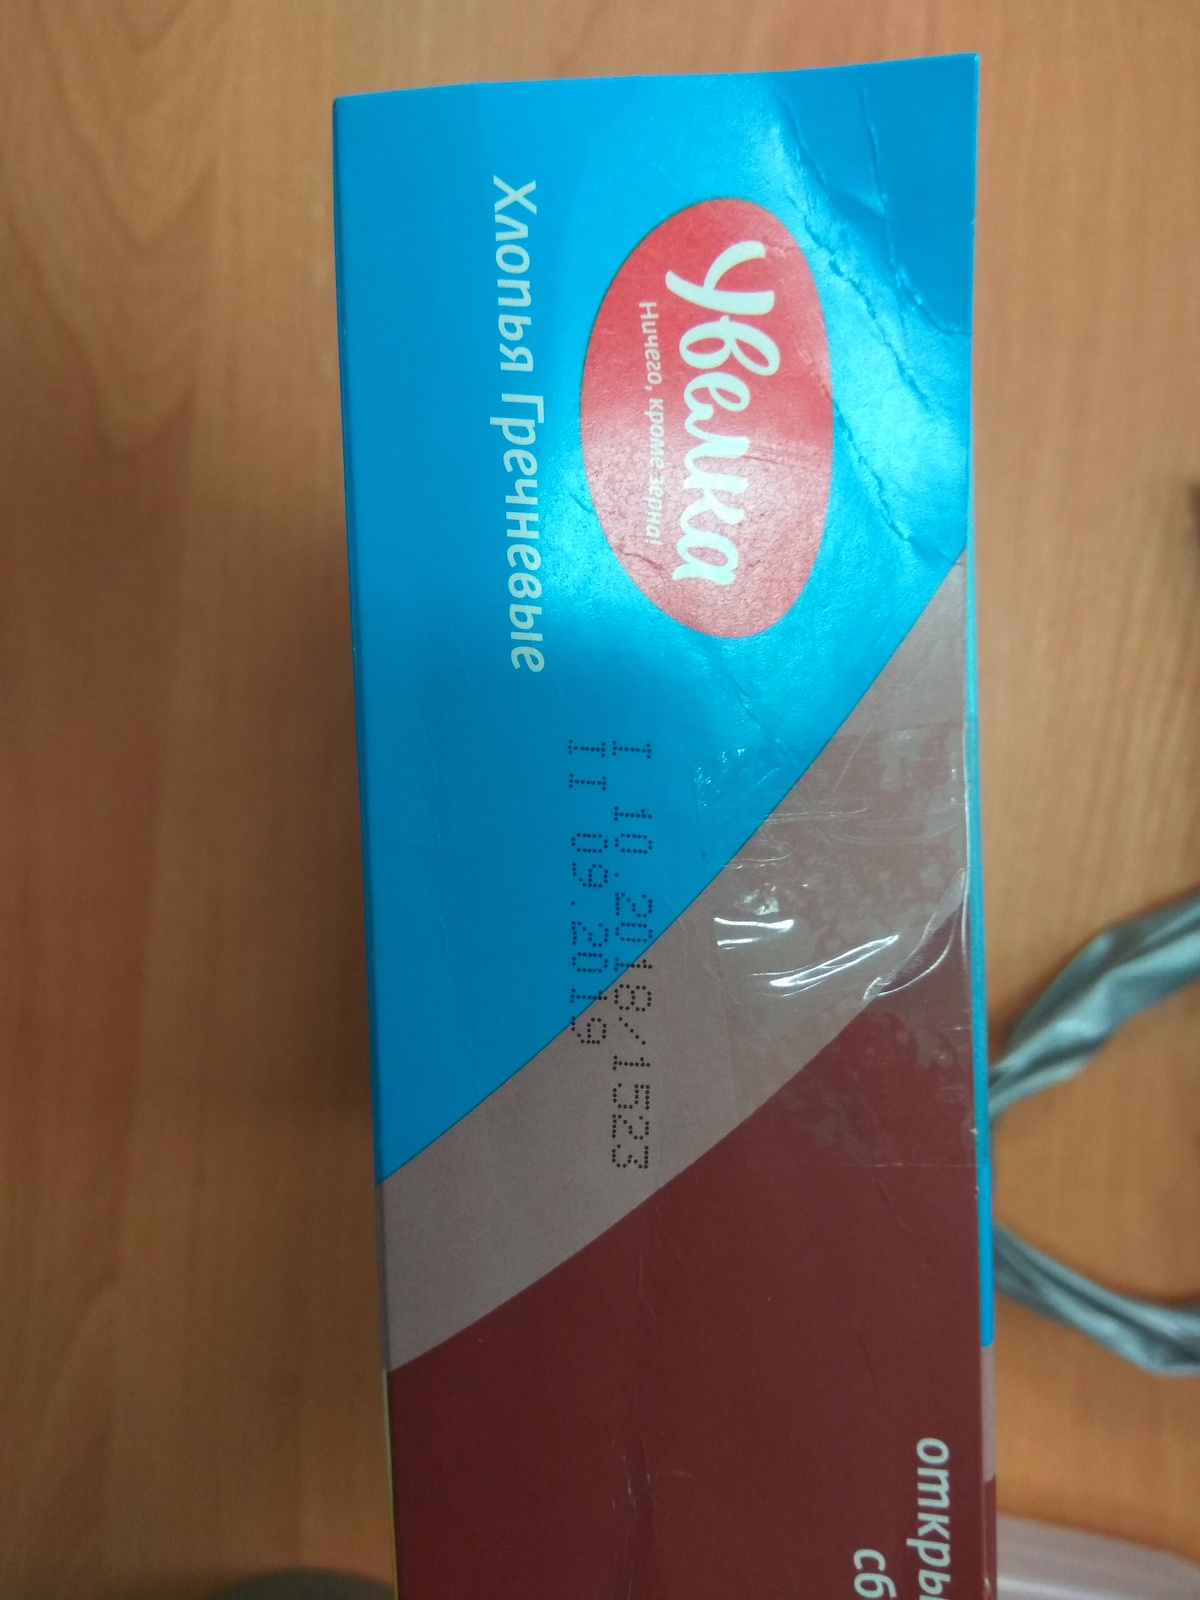 Увелка
Ничего, кроме зерна!
Хлопья Гречневые
I 10.2018/1523
II 09.2019
откры
сб